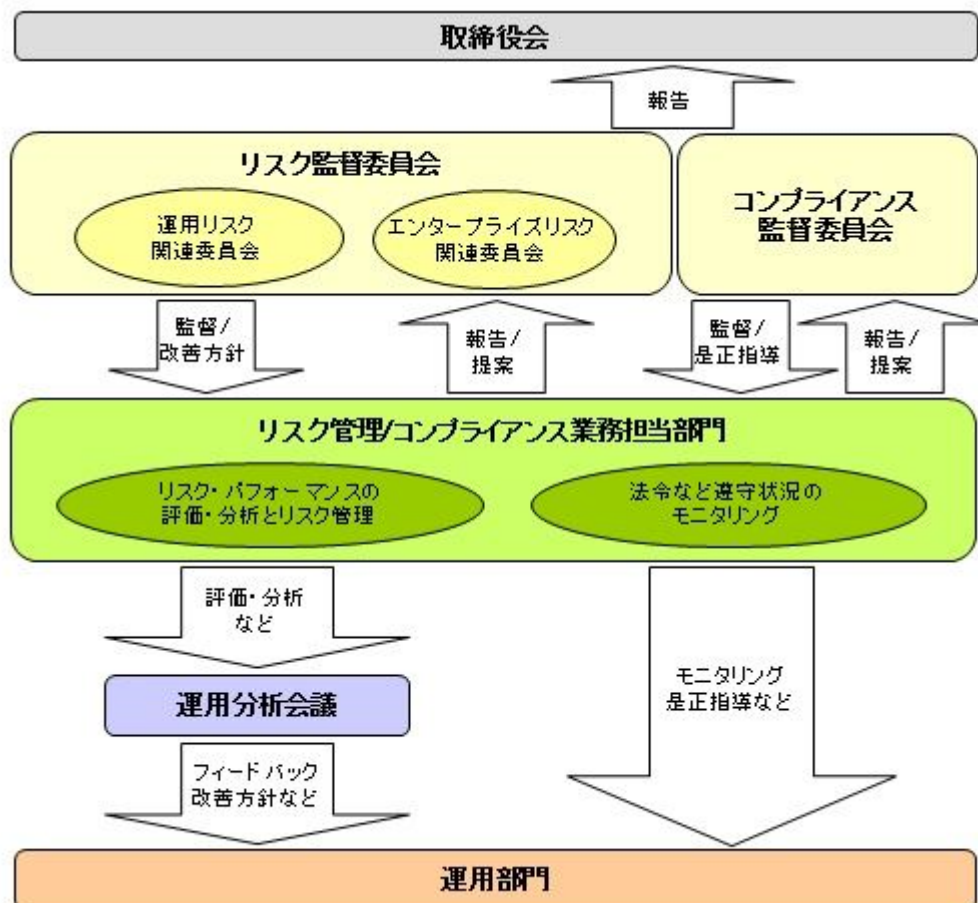 取締役会
報告
リスク監督委員会
運用リスク
関連委員会
エンタープライズリスク
関連委員会
コンプライアンス
監督委員会
監督/
改善方針
報告/
提案
監督/
是正指導
報告/
提案
リスク管理/コンプライアンス業務担当部門
リスク・パフォーマンスの
評価・分析とリスク管理
法令など遵守状況の
モニタリング
評価・分析
など
運用分析会議
モニタリング
是正指導など
フィードバック
改善方針など
運用部門